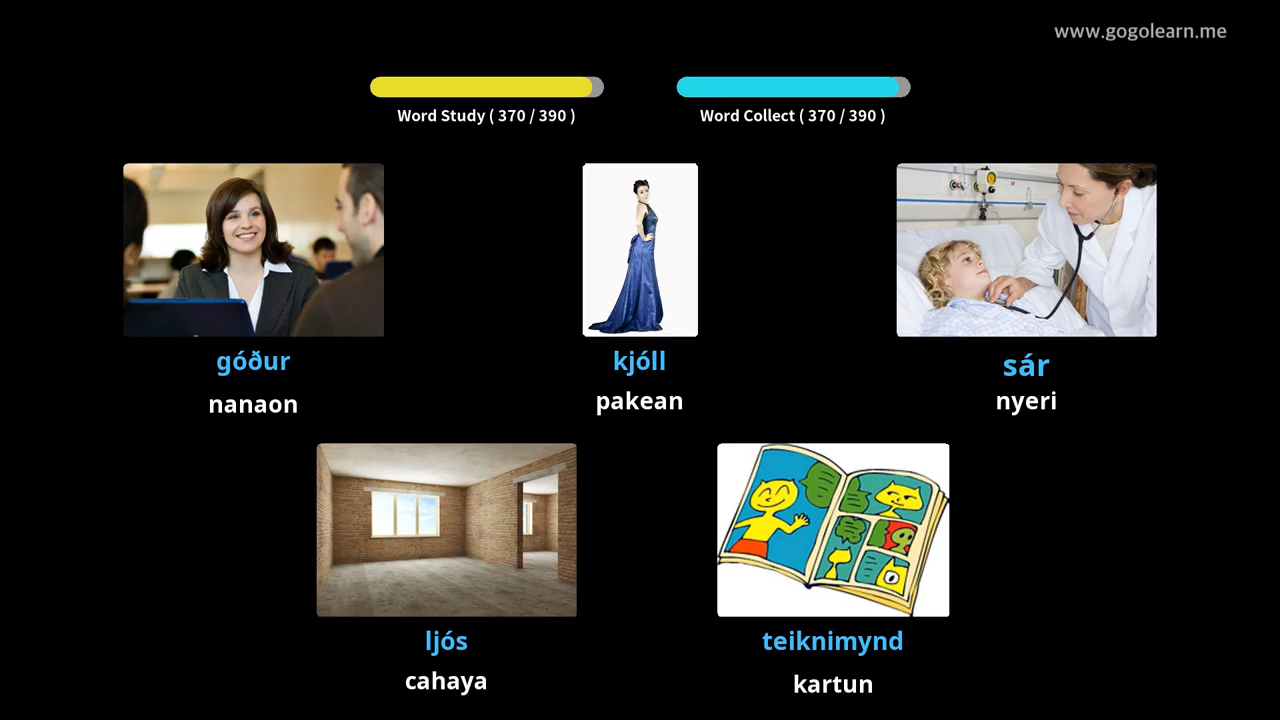 www.gogolearn.me
Word Study ( 370 / 390 )
Word Collect ( 370 / 390 )
góður
nanaon
kjóll
pakean
sár
nyeri
ljós
cahaya
teiknimynd
kartun